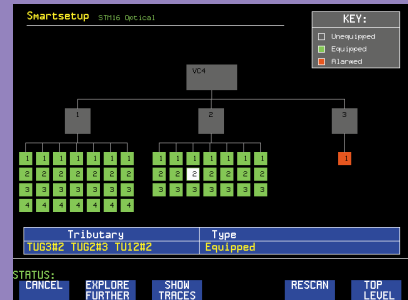 Smartsetup STM16 Optical
KEY:
Unequipped
Equipped
Alarmed
VC4
1 2 3
1 1 1 1 1 1 1 1 1 1 1 1 1 1 1
2 2 2 2 2 2 2 2 2 2 2 2 2 2
3 3 3 3 3 3 3 3 3 3 3 3 3 3
4 4 4 4 4 4 4
Tributary Type
TUG3#2 TUG2#3 TU12#2 Equipped
STATUS:
CANCEL EXPLORE FURTHER SHOW TRACES RESCAN TOP LEVEL